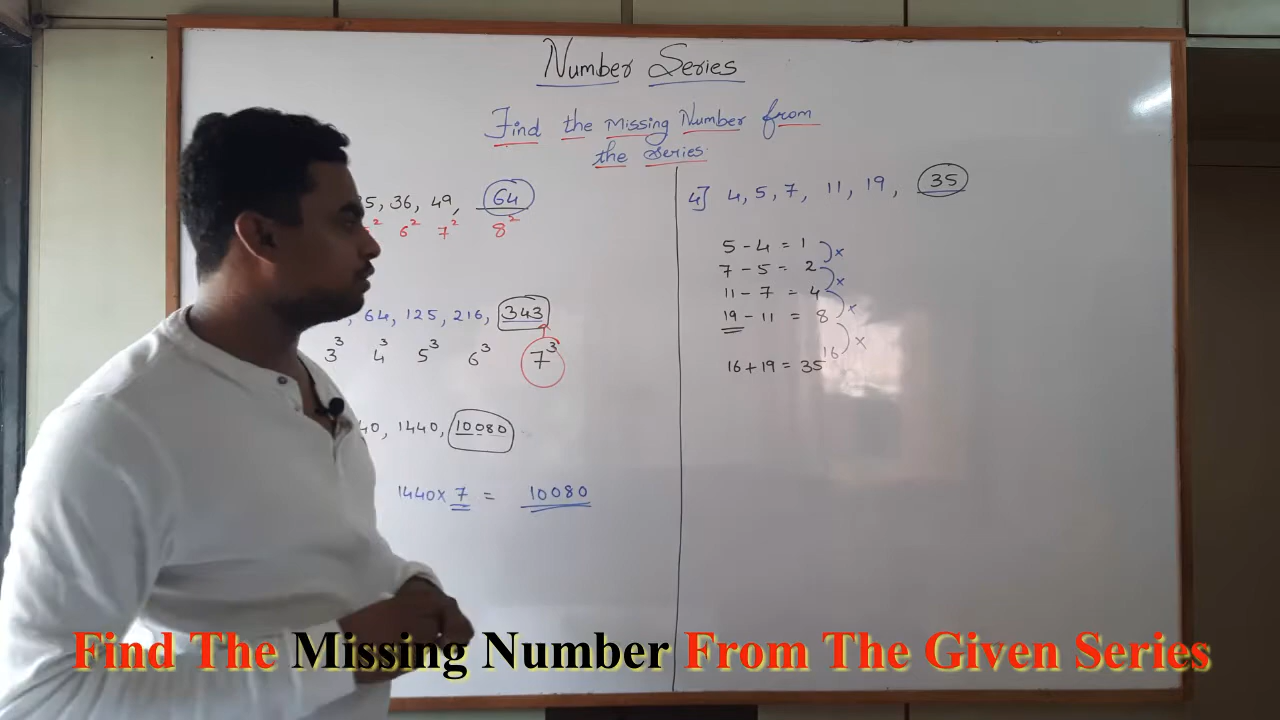 Number Series
Find the Missing Number from
the series.
5, 36, 49, 64
² 6² 7² 8²
64, 125, 216, 343
3³ 4³ 5³ 6³ 7³
40, 1440, 10080
1440 x 7 = 10080
4] 4, 5, 7, 11, 19, 35
5 - 4 = 1 x
7 - 5 = 2 x
11 - 7 = 4 x
19 - 11 = 8 x
16
16 + 19 = 35
Find The Missing Number From The Given Series